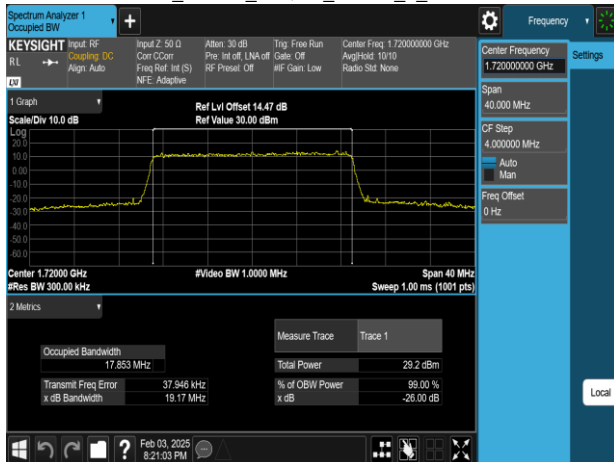 Spectrum Analyzer 1
Occupied BW
Frequency
KEYSIGHT
Input: RF
Coupling: DC
Align: Auto
RL
LXI
Input Z: 50 Ω
Corr CCorr
Freq Ref: Int (S)
NFE: Adaptive
Atten: 30 dB
Pre: Int off, LNA off
RF Preset: Off
Trig: Free Run
Gate: Off
#IF Gain: Low
Center Freq: 1.720000000 GHz
Avg|Hold: 10/10
Radio Std: None
Center Frequency
1.720000000 GHz
Settings
Span
40.000 MHz
CF Step
4.000000 MHz
Auto
Man
Freq Offset
0 Hz
Local
1 Graph
Scale/Div 10.0 dB
Ref Lvl Offset 14.47 dB
Ref Value 30.00 dBm
Log
20.0
10.0
0.00
-10.0
-20.0
-30.0
-40.0
-50.0
-60.0
Center 1.72000 GHz
#Video BW 1.0000 MHz
Span 40 MHz
#Res BW 300.00 kHz
Sweep 1.00 ms (1001 pts)
2 Metrics
Measure Trace Trace 1
Occupied Bandwidth
17.853 MHz
Total Power 29.2 dBm
Transmit Freq Error 37.946 kHz
% of OBW Power 99.00 %
x dB Bandwidth 19.17 MHz
x dB -26.00 dB
Feb 03, 2025
8:21:03 PM